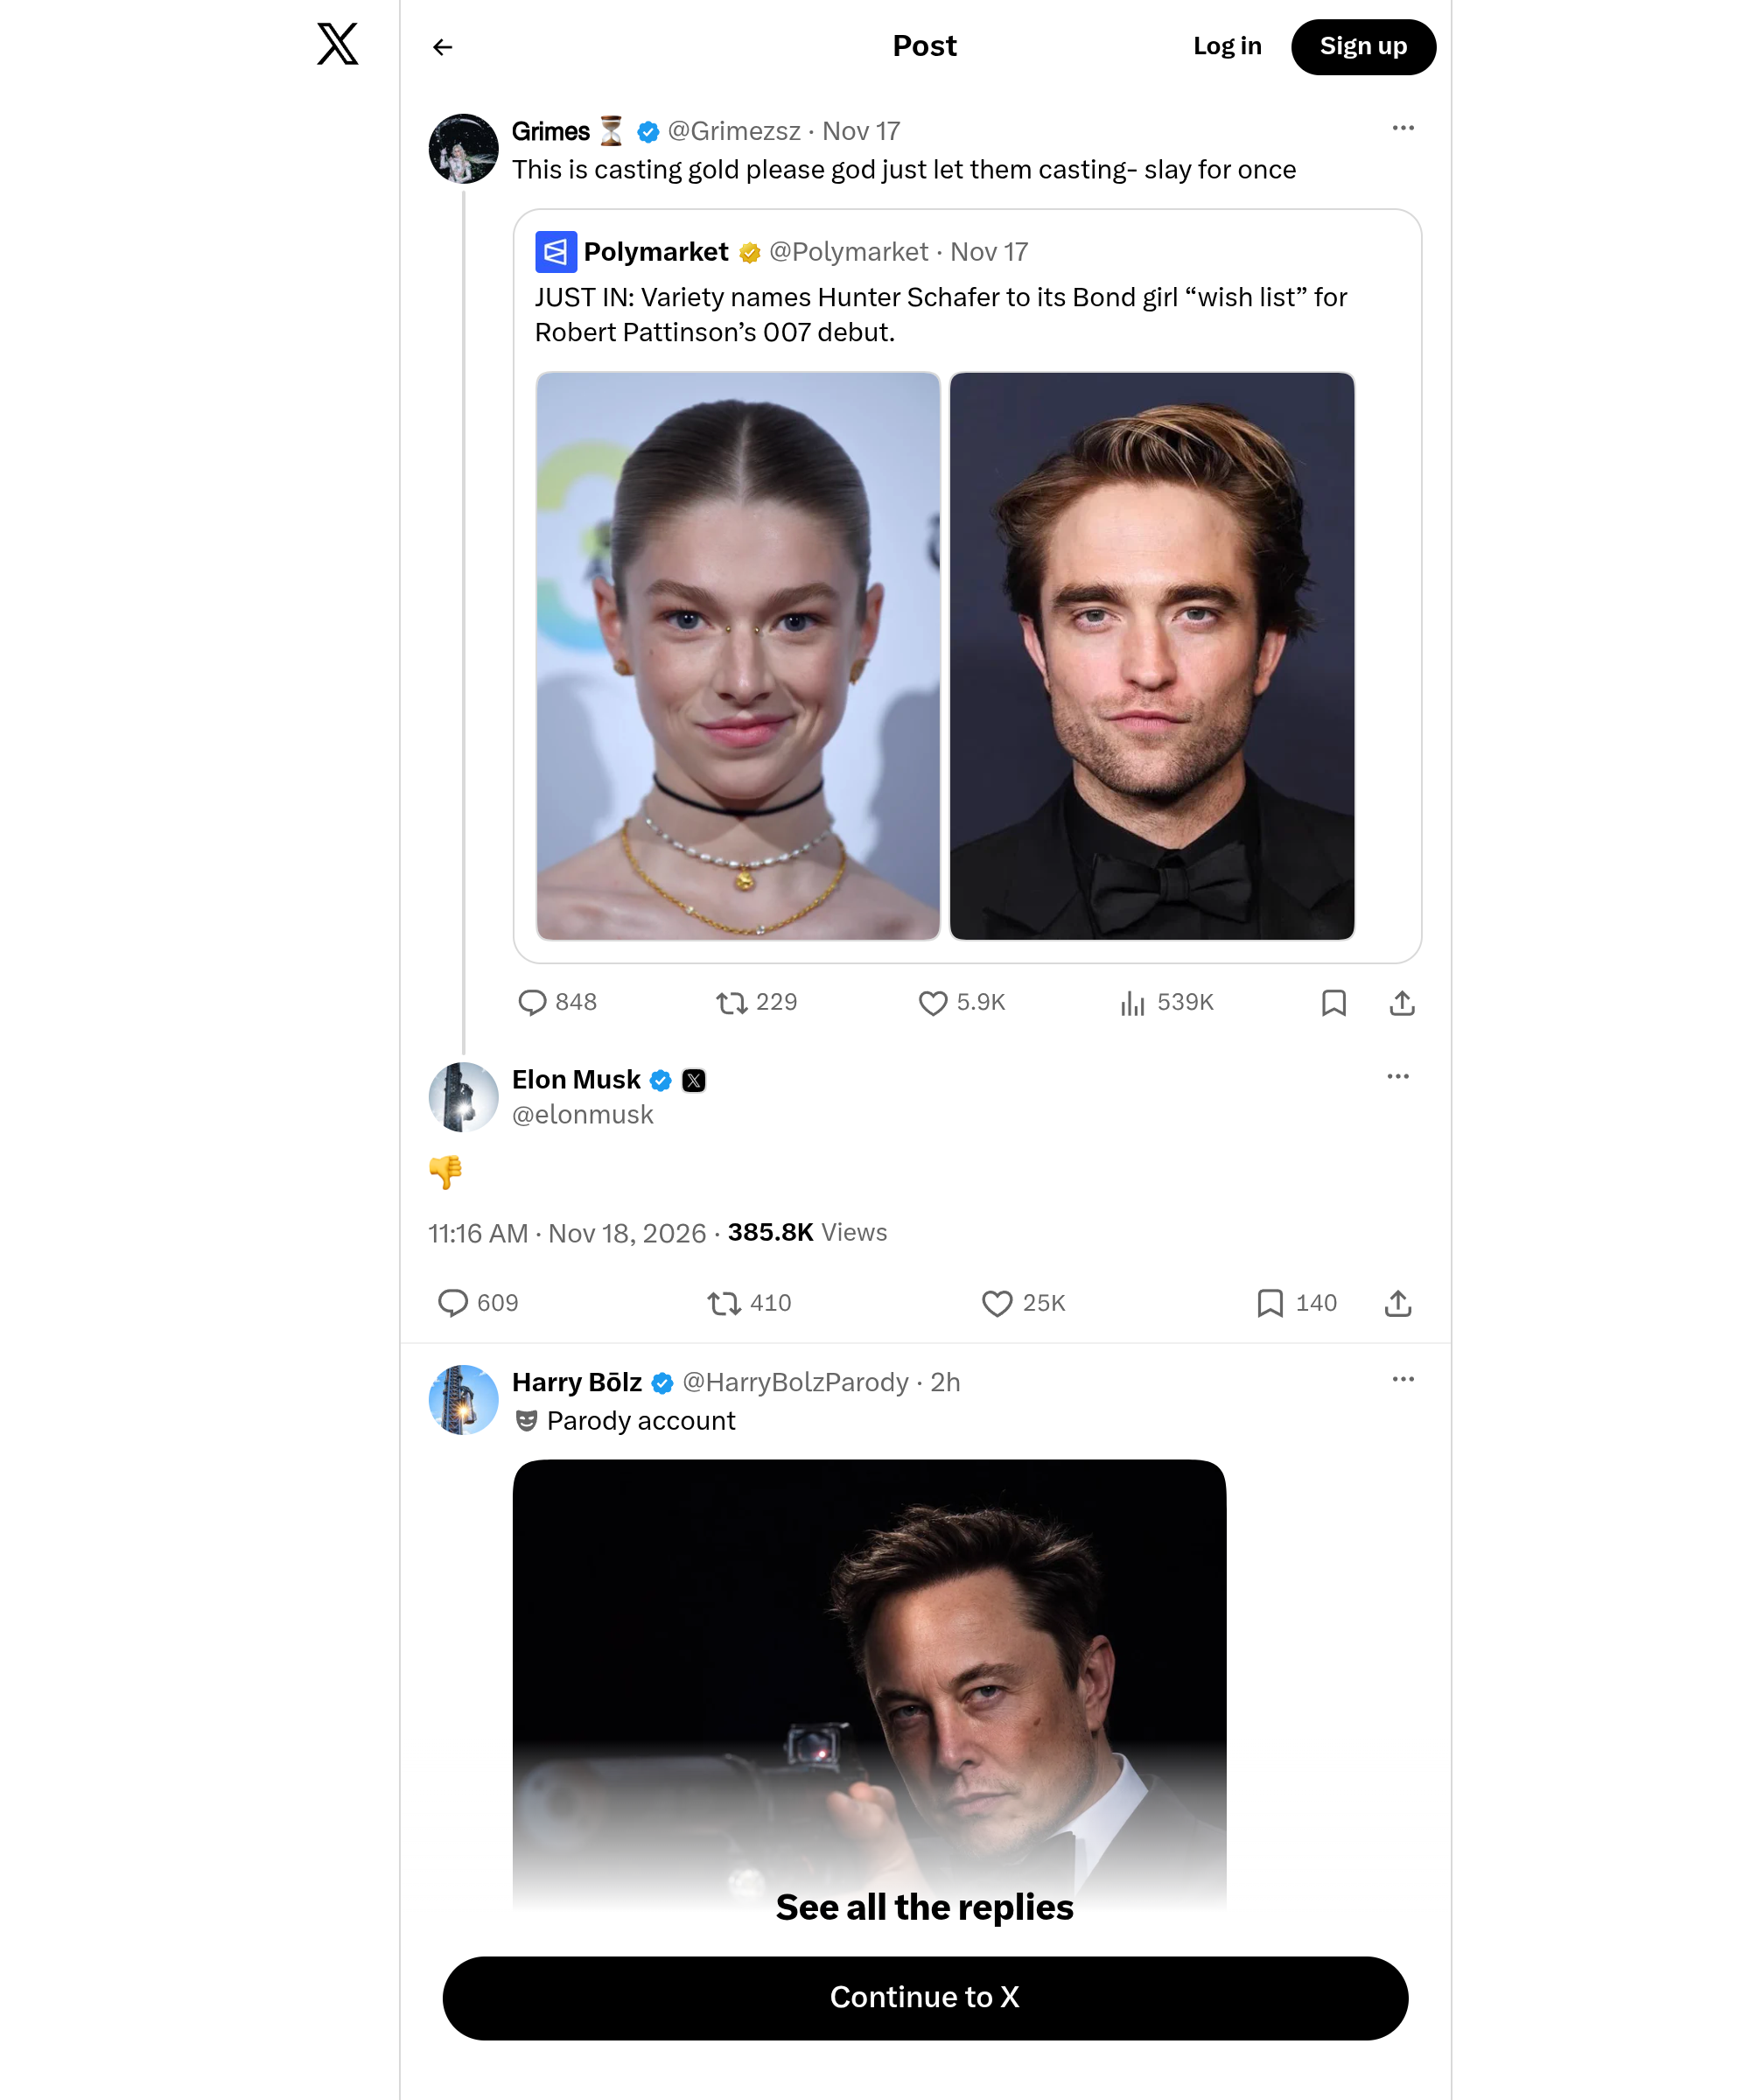 Post
Log in
Sign up
Grimes ⏳ @Grimezsz · Nov 17
This is casting gold please god just let them casting- slay for once
Polymarket @Polymarket · Nov 17
JUST IN: Variety names Hunter Schafer to its Bond girl “wish list” for
Robert Pattinson’s 007 debut.
848 229 5.9K 539K
Elon Musk
@elonmusk
👎
11:16 AM · Nov 18, 2026 · 385.8K Views
609 410 25K 140
Harry Bōlz @HarryBolzParody · 2h
Parody account
See all the replies
Continue to X